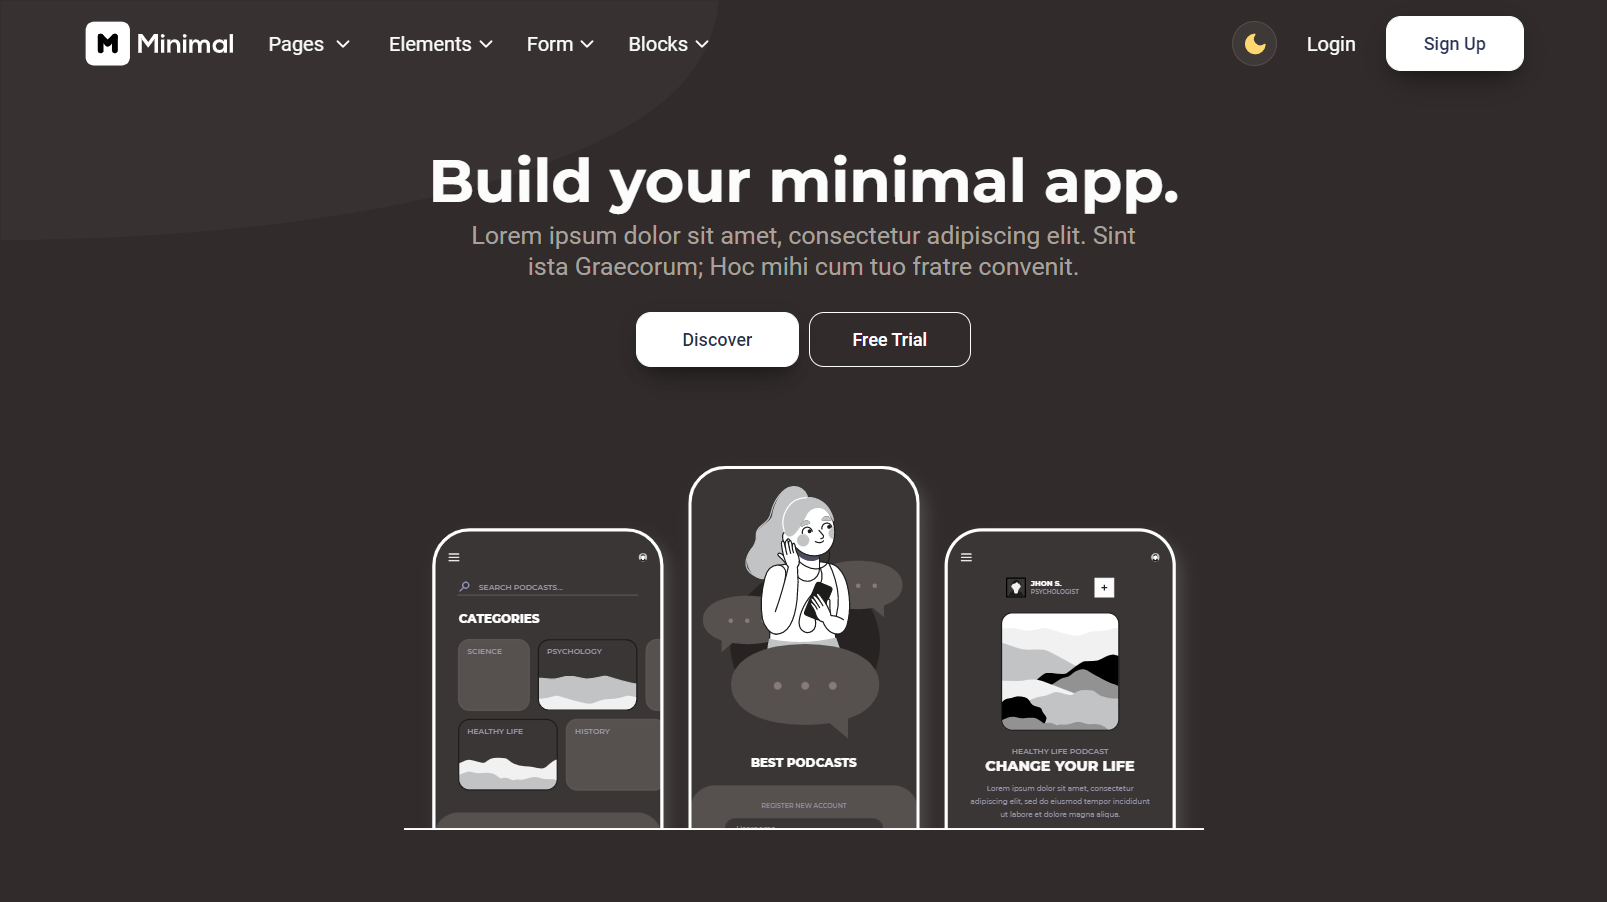 Minimal
Pages
Elements
Form
Blocks
Login
Sign Up
Build your minimal app.
Lorem ipsum dolor sit amet, consectetur adipiscing elit. Sint
ista Graecorum; Hoc mihi cum tuo fratre convenit.
Discover
Free Trial
SEARCH PODCASTS...
CATEGORIES
SCIENCE
PSYCHOLOGY
HEALTHY LIFE
HISTORY
BEST PODCASTS
REGISTER NEW ACCOUNT
JHON S.
PSYCHOLOGIST
+
HEALTHY LIFE PODCAST
CHANGE YOUR LIFE
Lorem ipsum dolor sit amet, consectetur
adipiscing elit, sed do eiusmod tempor incididunt
ut labore et dolore magna aliqua.